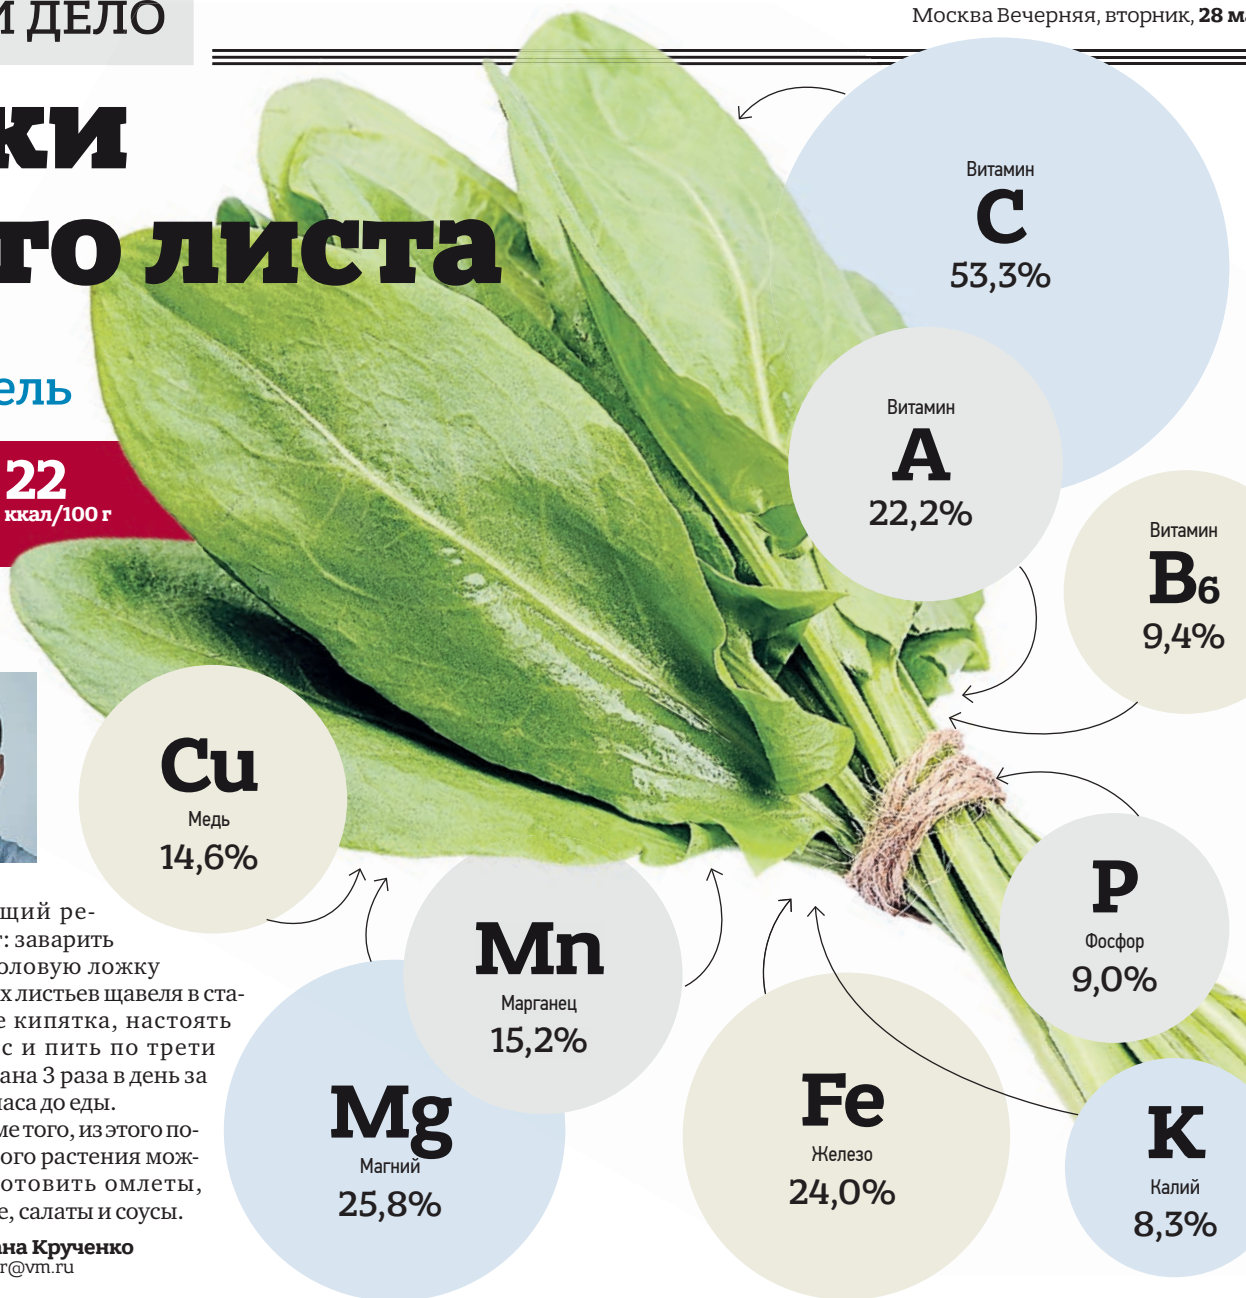 И ДЕЛО
Москва Вечерняя, вторник, 28
ки
го листа
ель
22
ккал/100 г
Витамин
C
53,3%
Витамин
A
22,2%
Витамин
B6
9,4%
Cu
Медь
14,6%
Mn
Марганец
15,2%
P
Фосфор
9,0%
Mg
Магний
25,8%
Fe
Железо
24,0%
K
Калий
8,3%
щий ре-
: заварить
оловую ложку
х листьев щавеля в ста-
е кипятка, настоять
с и пить по трети
ана 3 раза в день за
часа до еды.
ме того, из этого по-
ого растения мож-
отовить омлеты,
е, салаты и соусы.
на Крученко
r@vm.ru